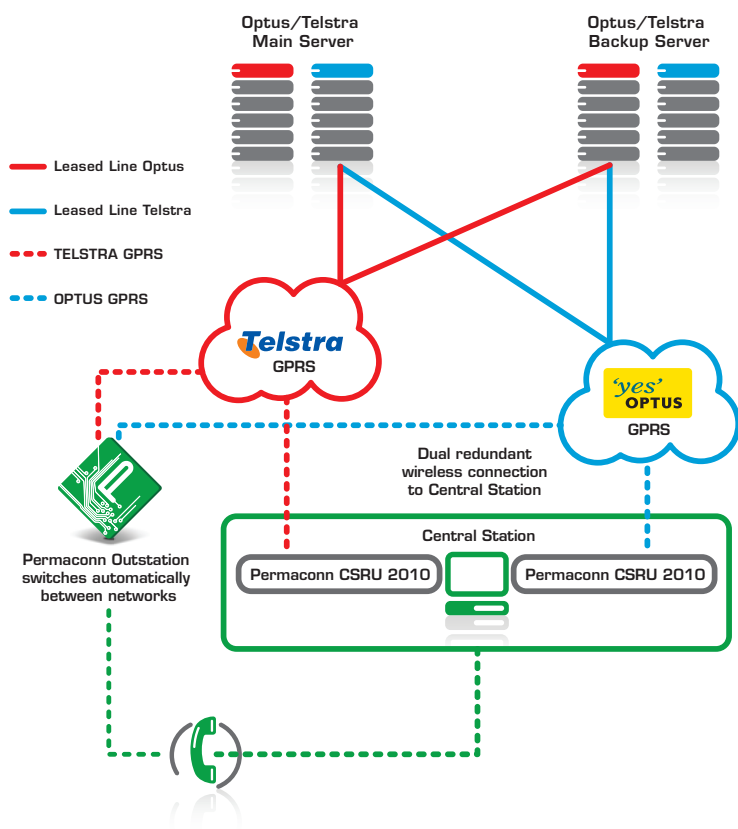 Optus/Telstra
Main Server
Optus/Telstra
Backup Server
Leased Line Optus
Leased Line Telstra
TELSTRA GPRS
OPTUS GPRS
Telstra
GPRS
'yes'
OPTUS
GPRS
Dual redundant
wireless connection
to Central Station
P
Permaconn Outstation
switches automatically
between networks
Central Station
Permaconn CSRU 2010
Permaconn CSRU 2010